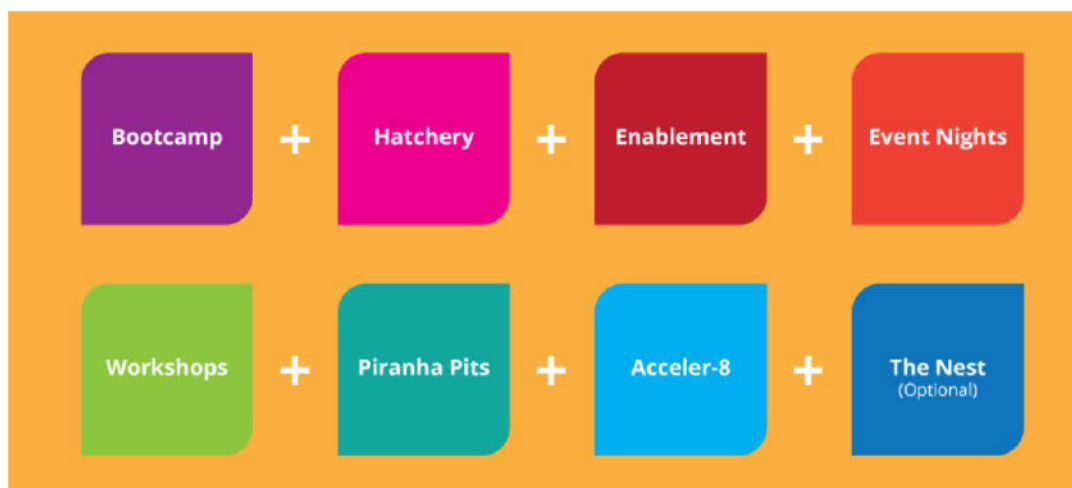 Bootcamp + Hatchery + Enablement + Event Nights
Workshops + Piranha Pits + Acceler-8 + The Nest
(Optional)